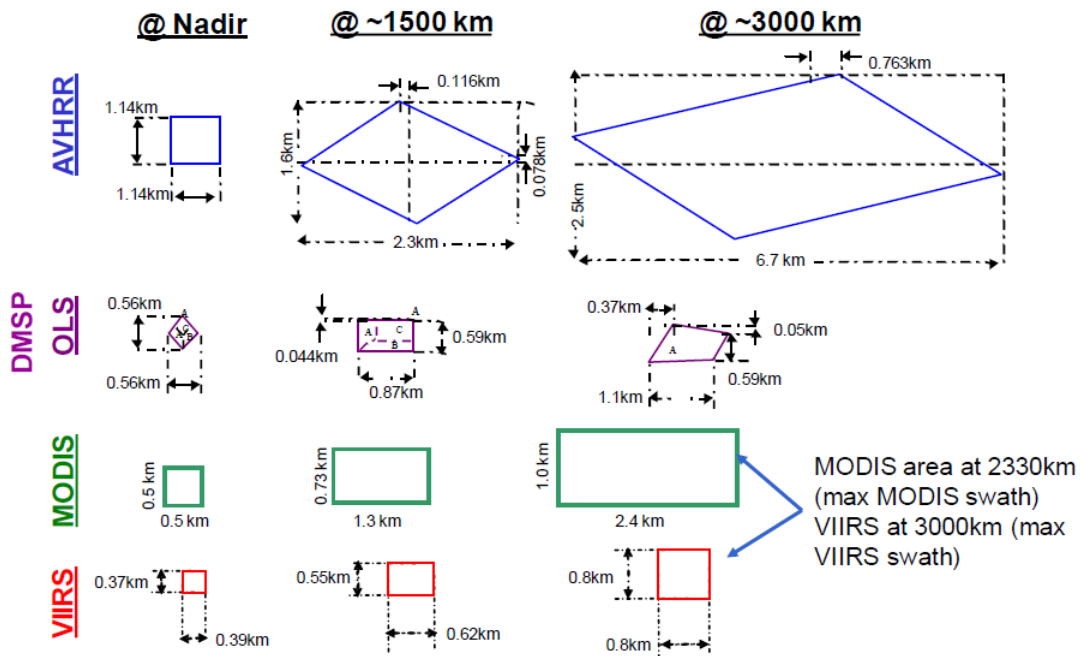 @ Nadir
@ ~1500 km
@ ~3000 km
AVHRR
1.14km
1.14km
0.116km
1.6km
0.078km
2.3km
0.763km
2.5km
6.7 km
DMSP
OLS
0.56km
A
C
A
B
0.56km
A
A
C
B
0.044km
0.59km
0.87km
0.37km
A
0.05km
0.59km
1.1km
MODIS
0.5 km
0.5 km
0.73 km
1.3 km
1.0 km
2.4 km
MODIS area at 2330km
(max MODIS swath)
VIIRS at 3000km (max
VIIRS swath)
VIIRS
0.37km
0.39km
0.55km
0.62km
0.8km
0.8km